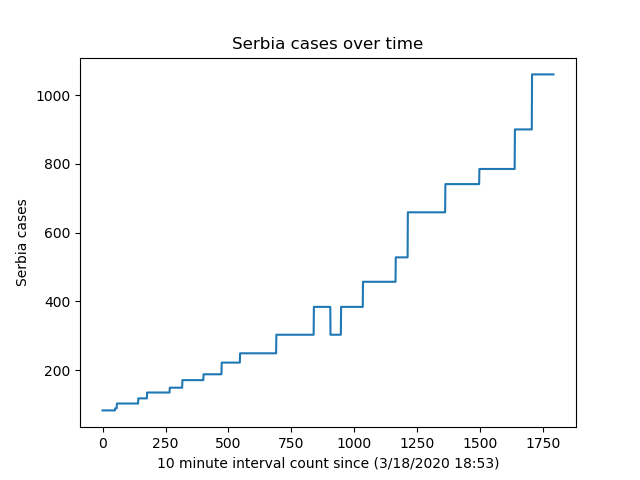 Serbia cases over time
1000
800
600
400
200
Serbia cases
0 250 500 750 1000 1250 1500 1750
10 minute interval count since (3/18/2020 18:53)